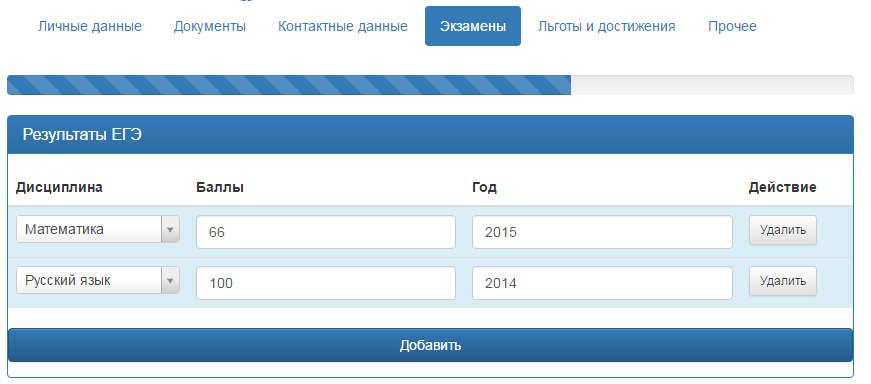 Личные данные Документы Контактные данные Экзамены Льготы и достижения Прочее
Результаты ЕГЭ
Дисциплина Баллы Год Действие
Математика 66 2015 Удалить
Русский язык 100 2014 Удалить
Добавить